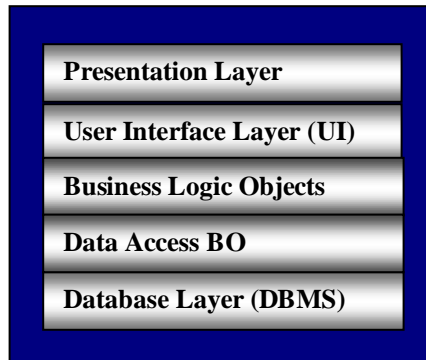 Presentation Layer
User Interface Layer (UI)
Business Logic Objects
Data Access BO
Database Layer (DBMS)